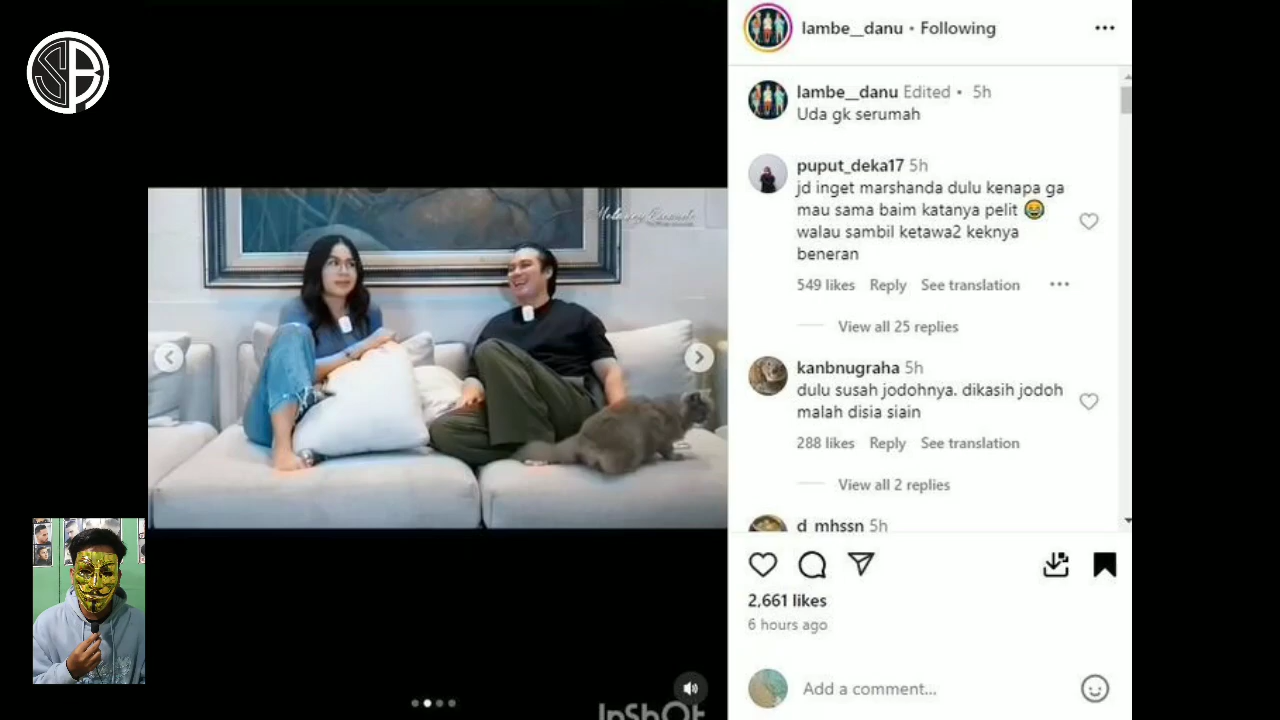 SB
lambe__danu • Following
lambe__danu Edited • 5h
Uda gk serumah
puput_deka17 5h
jd inget marshanda dulu kenapa ga
mau sama baim katanya pelit 😂
walau sambil ketawa2 keknya
beneran
549 likes Reply See translation
View all 25 replies
kanbnugraha 5h
dulu susah jodohnya. dikasih jodoh
malah disia siain
288 likes Reply See translation
View all 2 replies
d_mhssn 5h
2,661 likes
6 hours ago
Add a comment...
InShOt